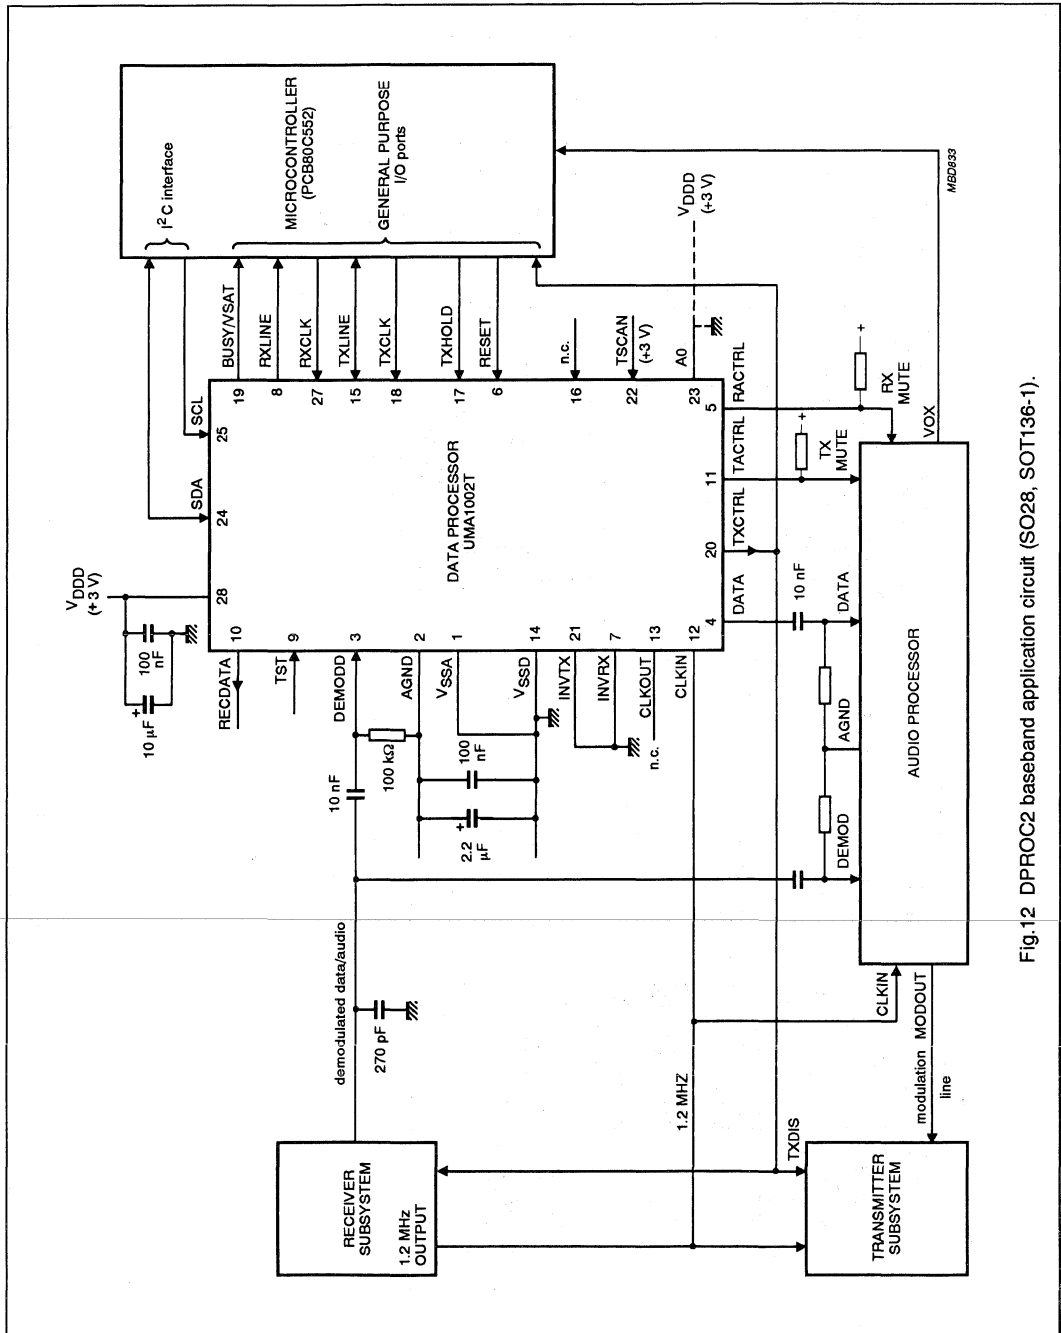 I²C interface
MICROCONTROLLER
(PCB80C552)
GENERAL PURPOSE
I/O ports
BUSY/VSAT
RXLINE
RXCLK
TXLINE
TXCLK
TXHOLD
RESET
n.c.
TSCAN
(+3 V)
A0
VDDD
(+3 V)
19
8
27
15
18
17
6
16
22
23
SCL
25
SDA
24
VDDD
(+3 V)
28
100
nF
10 µF
+
DATA PROCESSOR
UMA1002T
5
RACTRL
11
TACTRL
20
TXCTRL
4
DATA
+
RX
MUTE
+
TX
MUTE
10
9
3
2
1
14
21
7
13
12
RECDATA
TST
DEMODD
AGND
VSSA
VSSD
INVTX
INVRX
CLKOUT
CLKIN
n.c.
10 nF
100 kΩ
100
nF
+
2.2
µF
10 nF
VOX
DATA
AGND
DEMOD
AUDIO PROCESSOR
CLKIN
MODOUT
modulation
line
demodulated data/audio
270 pF
1.2 MHZ
TXDIS
RECEIVER
SUBSYSTEM
1.2 MHz
OUTPUT
TRANSMITTER
SUBSYSTEM
MBD833
Fig.12 DPROC2 baseband application circuit (SO28, SOT136-1).